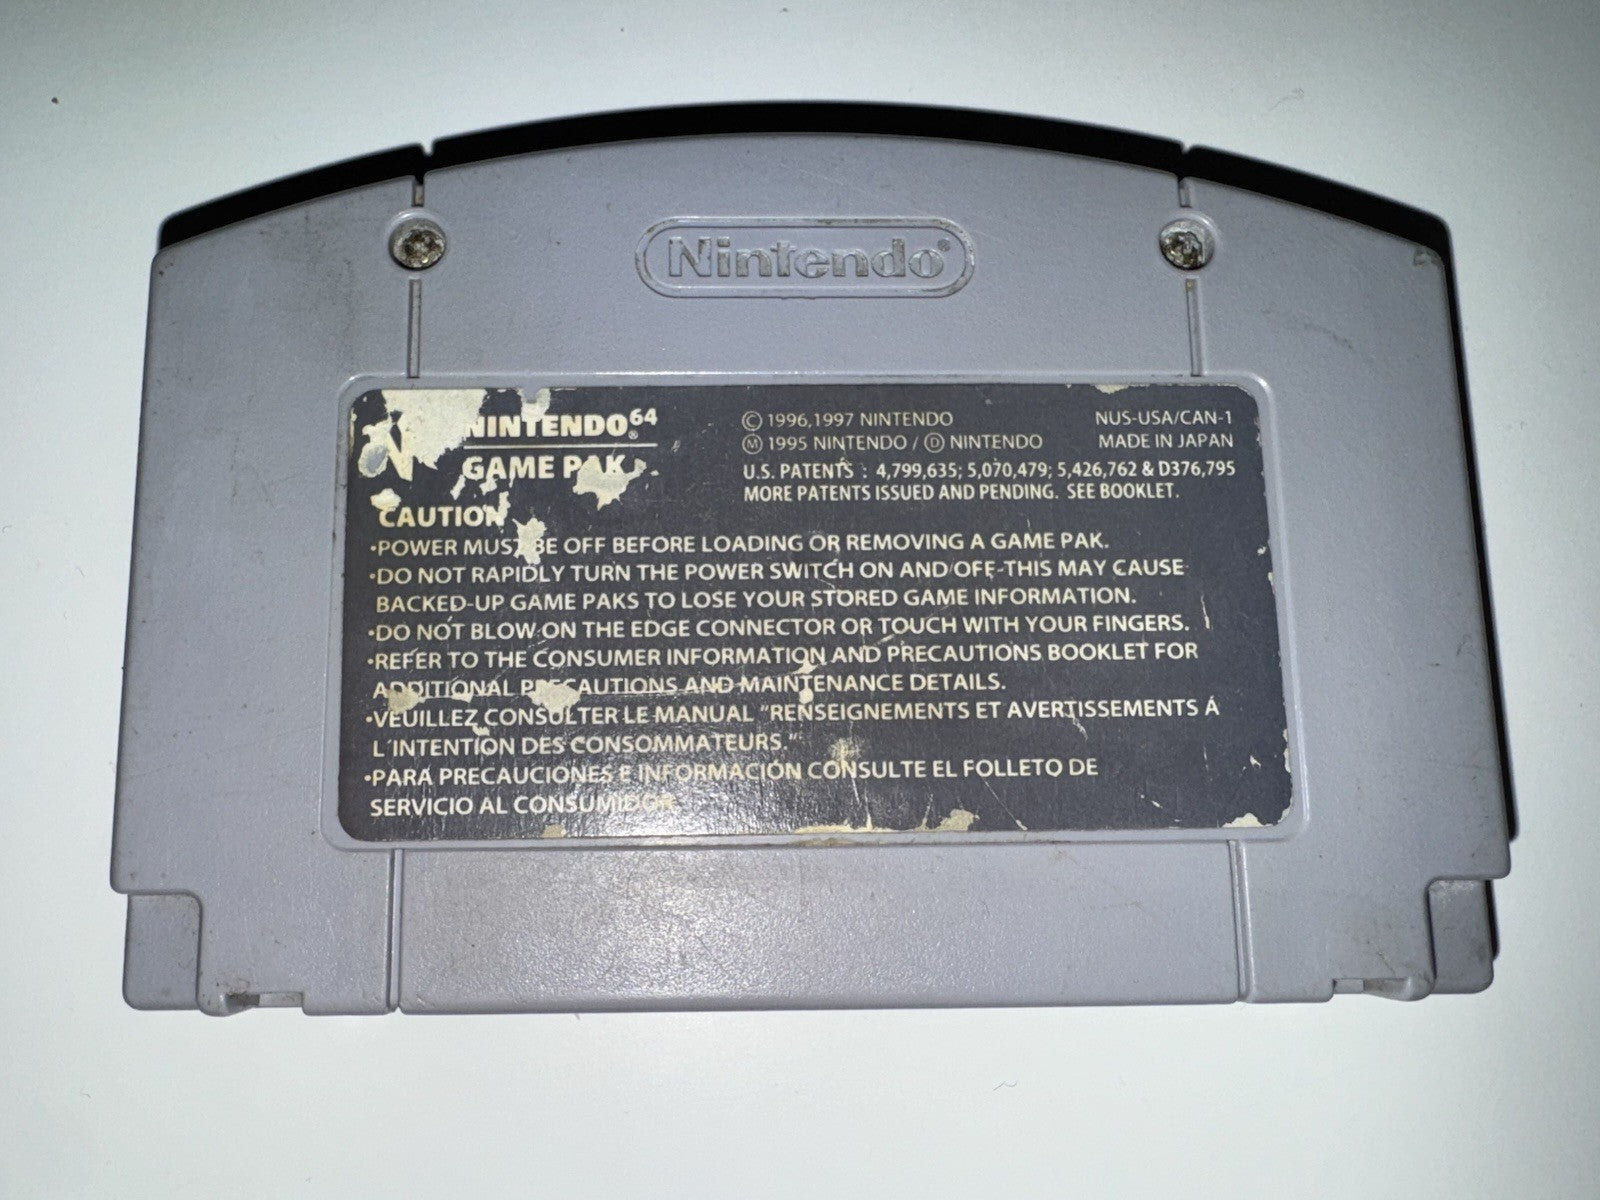 Nintendo®
NINTENDO64
®
GAME PAK
© 1996,1997 NINTENDO
Ⓜ 1995 NINTENDO / Ⓓ NINTENDO
NUS-USA/CAN-1
MADE IN JAPAN
U.S. PATENTS : 4,799,635; 5,070,479; 5,426,762 & D376,795
MORE PATENTS ISSUED AND PENDING. SEE BOOKLET.
CAUTION
•POWER MUST BE OFF BEFORE LOADING OR REMOVING A GAME PAK.
•DO NOT RAPIDLY TURN THE POWER SWITCH ON AND OFF-THIS MAY CAUSE
BACKED-UP GAME PAKS TO LOSE YOUR STORED GAME INFORMATION.
•DO NOT BLOW ON THE EDGE CONNECTOR OR TOUCH WITH YOUR FINGERS.
•REFER TO THE CONSUMER INFORMATION AND PRECAUTIONS BOOKLET FOR
ADDITIONAL PRECAUTIONS AND MAINTENANCE DETAILS.
•VEUILLEZ CONSULTER LE MANUAL "RENSEIGNEMENTS ET AVERTISSEMENTS Á
L'INTENTION DES CONSOMMATEURS."
•PARA PRECAUCIONES E INFORMACIÓN CONSULTE EL FOLLETO DE
SERVICIO AL CONSUMIDOR.